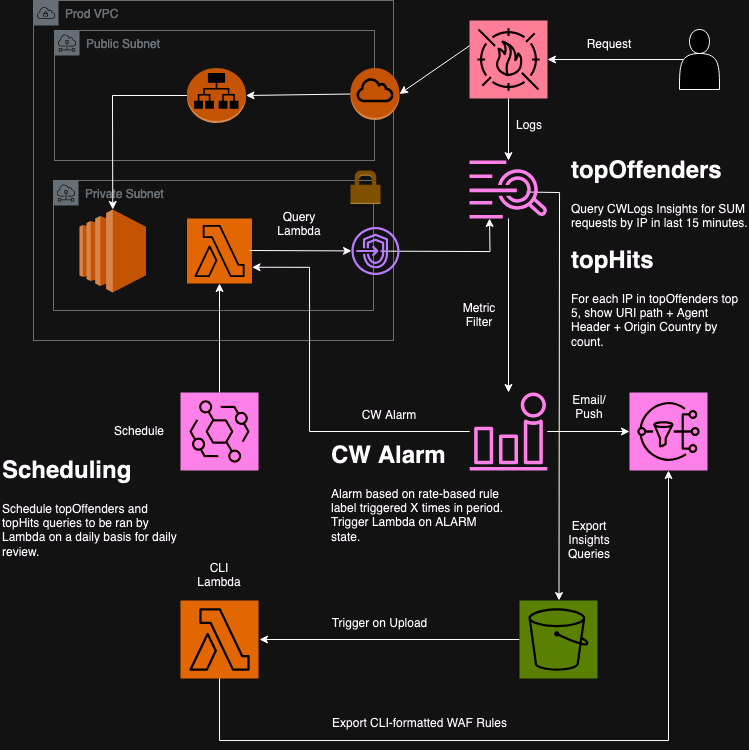 Prod VPC
Public Subnet
Request
Logs
topOffenders
Query CWLogs Insights for SUM
requests by IP in last 15 minutes.
Private Subnet
Query
Lambda
topHits
For each IP in topOffenders top
5, show URI path + Agent
Header + Origin Country by
count.
Metric
Filter
Schedule
CW Alarm
Email/
Push
Scheduling
Schedule topOffenders and
topHits queries to be ran by
Lambda on a daily basis for daily
review.
CW Alarm
Alarm based on rate-based rule
label triggered X times in period.
Trigger Lambda on ALARM
state.
Export
Insights
Queries
CLI
Lambda
Trigger on Upload
Export CLI-formatted WAF Rules